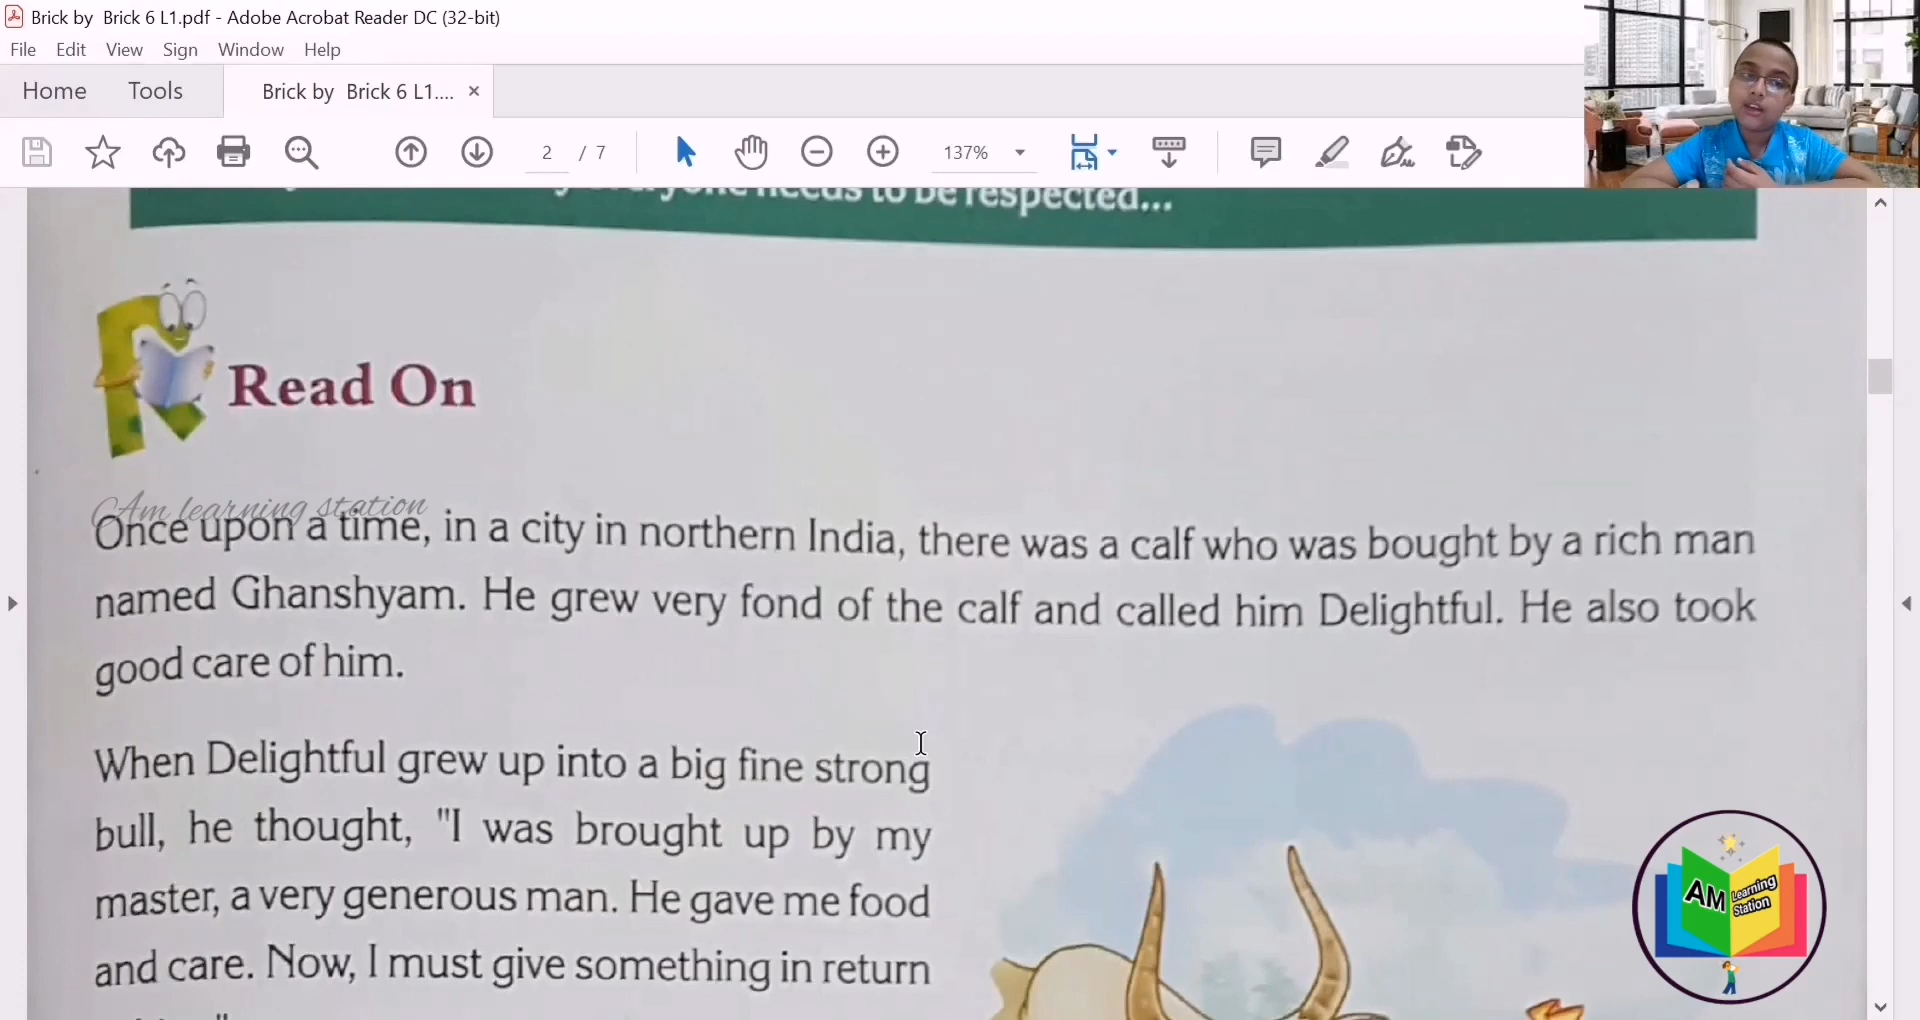 Brick by Brick 6 L1.pdf - Adobe Acrobat Reader DC (32-bit)
File Edit View Sign Window Help
Home Tools Brick by Brick 6 L1.... ×
2 / 7 137%
everyone needs to be respected...
Read On
Am learning station
Once upon a time, in a city in northern India, there was a calf who was bought by a rich man
named Ghanshyam. He grew very fond of the calf and called him Delightful. He also took
good care of him.
When Delightful grew up into a big fine strong
bull, he thought, "I was brought up by my
master, a very generous man. He gave me food
and care. Now, I must give something in return
AM Learning
Station